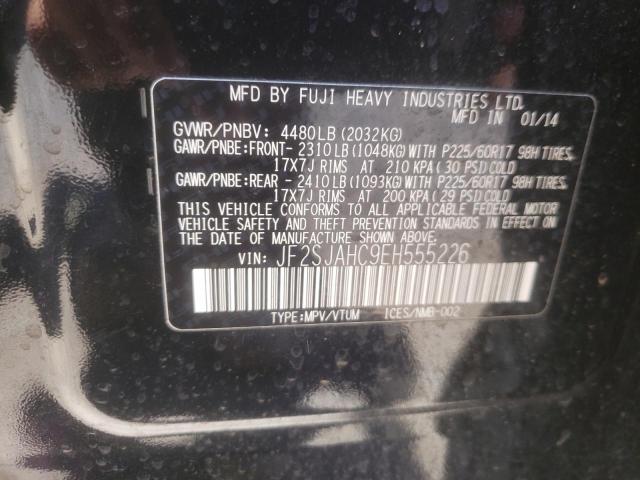 MFD BY FUJI HEAVY INDUSTRIES LTD.
MFD IN 01/14
GVWR/PNBV: 4480LB (2032KG)
GAWR/PNBE:FRONT- 2310LB (1048KG) WITH P225/60R17 98H TIRES,
17X7J RIMS AT 210 KPA (30 PSI) COLD
GAWR/PNBE:REAR - 2410LB (1093KG) WITH P225/60R17 98H TIRES,
17X7J RIMS AT 200 KPA (29 PSI) COLD
THIS VEHICLE CONFORMS TO ALL APPLICABLE FEDERAL MOTOR
VEHICLE SAFETY AND THEFT PREVENTION STANDARDS IN EFFECT ON
THE DATE OF MANUFACTURE SHOWN ABOVE.
VIN: JF2SJAHC9EH555226
TYPE:MPV/VTUM ICES/NMB-002